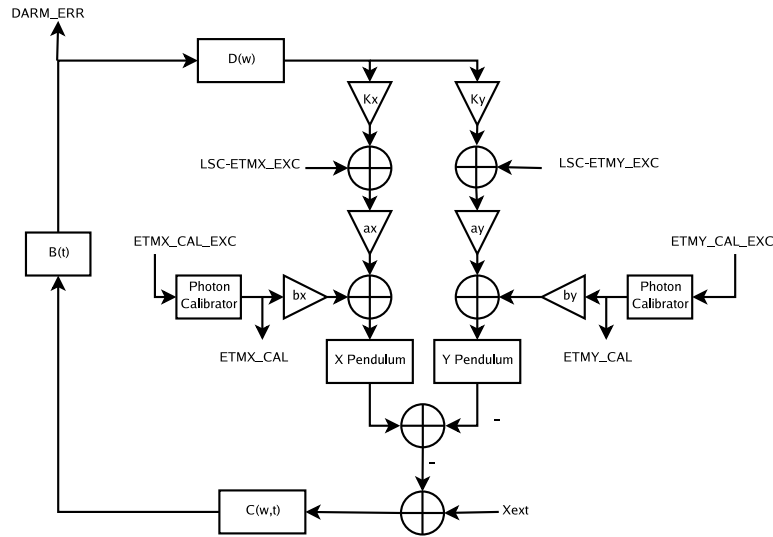 DARM_ERR
D(w)
Kx
Ky
LSC-ETMX_EXC
LSC-ETMY_EXC
ax
ay
ETMX_CAL_EXC
ETMY_CAL_EXC
B(t)
Photon
Calibrator
bx
by
Photon
Calibrator
ETMX_CAL
ETMY_CAL
X Pendulum
Y Pendulum
-
-
C(w,t)
Xext